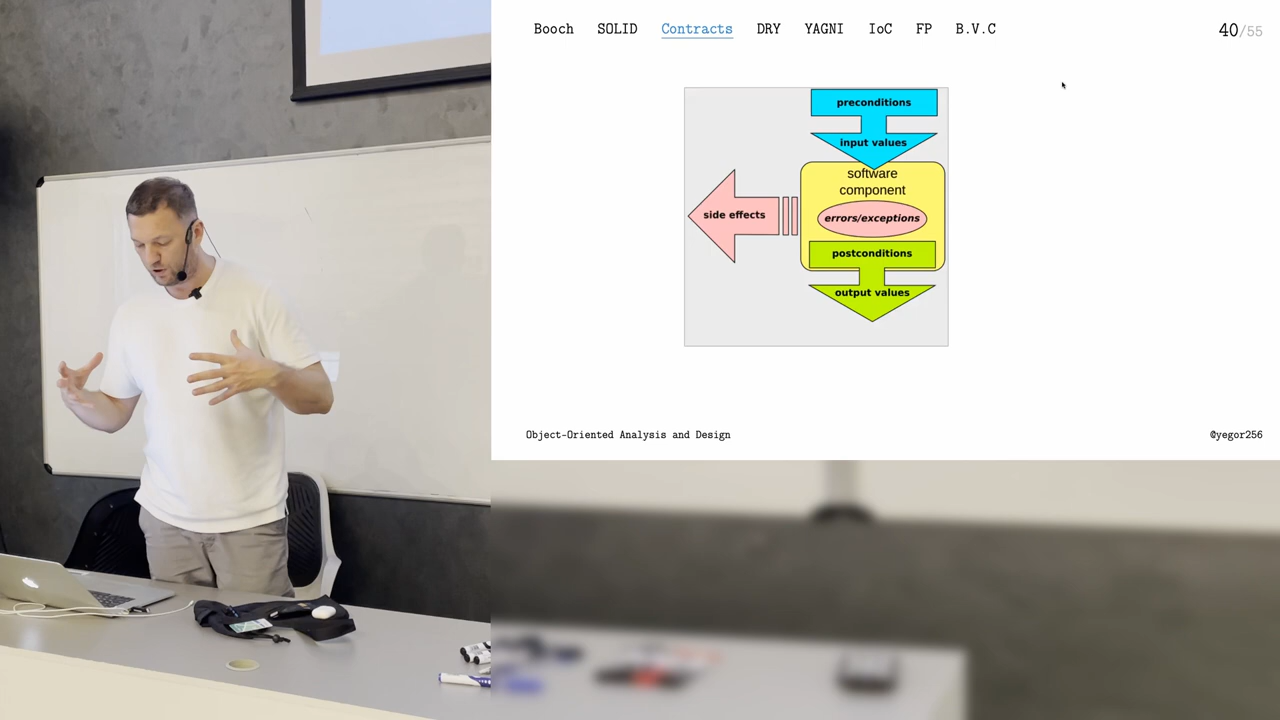 Booch SOLID Contracts DRY YAGNI IoC FP B.V.C 40/55
preconditions
input values
software
component
side effects
errors/exceptions
postconditions
output values
Object-Oriented Analysis and Design @yegor256